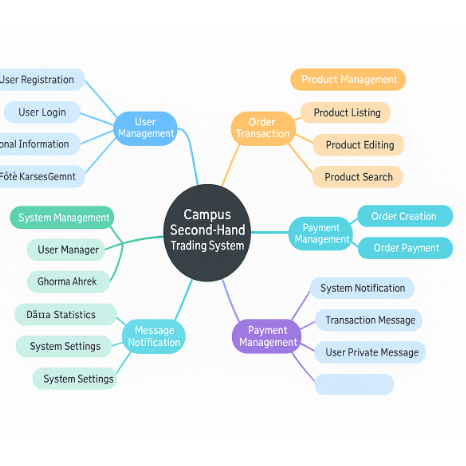 User Registration
User Login
onal Information
Fôtè KarsesGemnt
User
Management
Order
Transaction
Product Management
Product Listing
Product Editing
Product Search
Campus
Second-Hand
Trading System
System Management
User Manager
Ghorma Ahrek
Payment
Management
Order Creation
Order Payment
Statistics
System Settings
System Settings
Message
Notification
Payment
Management
System Notification
Transaction Message
User Private Message